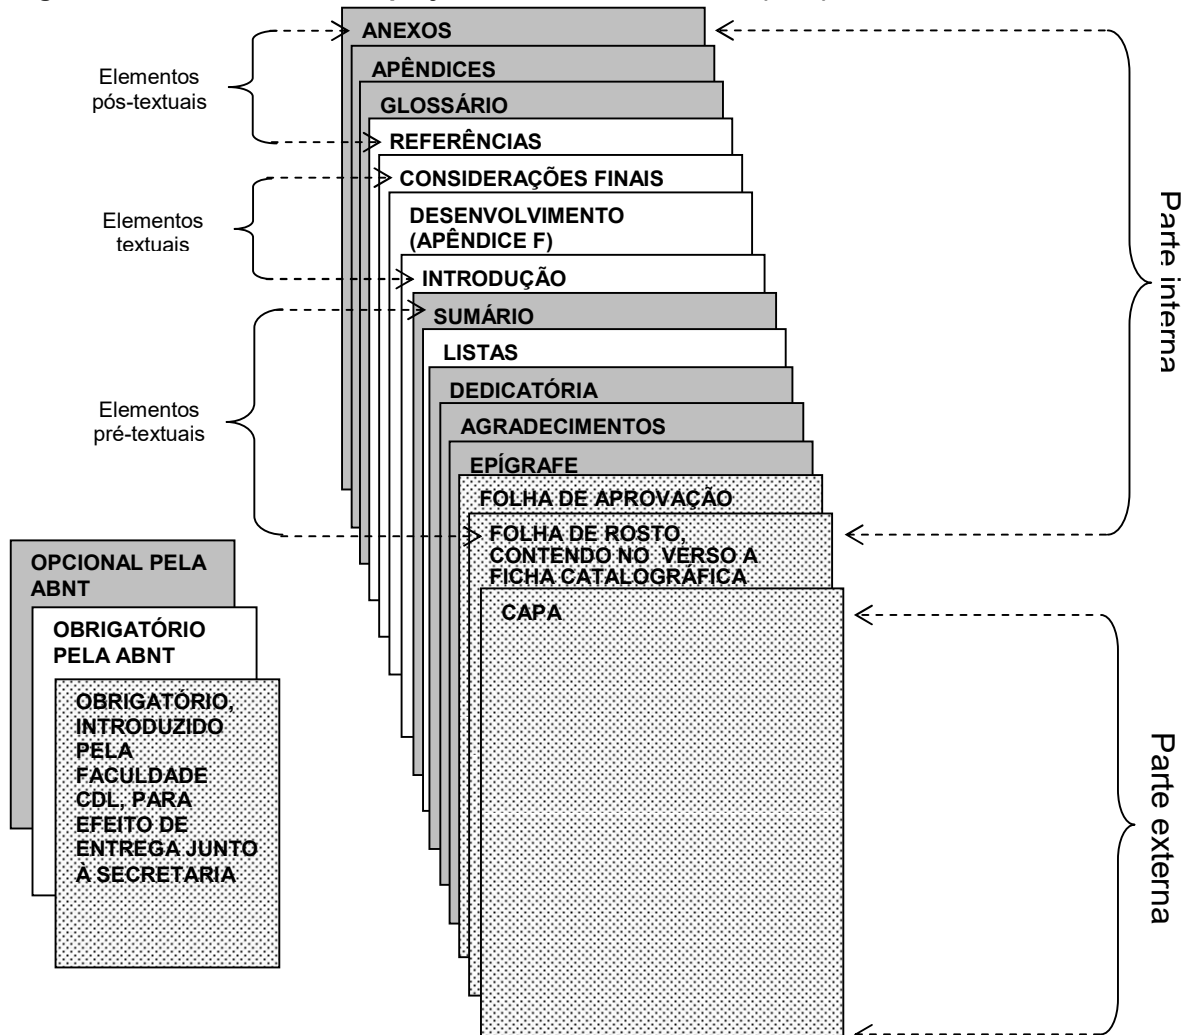 ANEXOS
APÊNDICES
GLOSSÁRIO
REFERÊNCIAS
CONSIDERAÇÕES FINAIS
DESENVOLVIMENTO
(APÊNDICE F)
INTRODUÇÃO
SUMÁRIO
LISTAS
DEDICATÓRIA
AGRADECIMENTOS
EPÍGRAFE
FOLHA DE APROVAÇÃO
FOLHA DE ROSTO,
CONTENDO NO VERSO A
FICHA CATALOGRÁFICA
CAPA
Elementos
pós-textuais
Elementos
textuais
Elementos
pré-textuais
Parte interna
Parte externa
OPCIONAL PELA
ABNT
OBRIGATÓRIO
PELA ABNT
OBRIGATÓRIO,
INTRODUZIDO
PELA
FACULDADE
CDL, PARA
EFEITO DE
ENTREGA JUNTO
À SECRETARIA